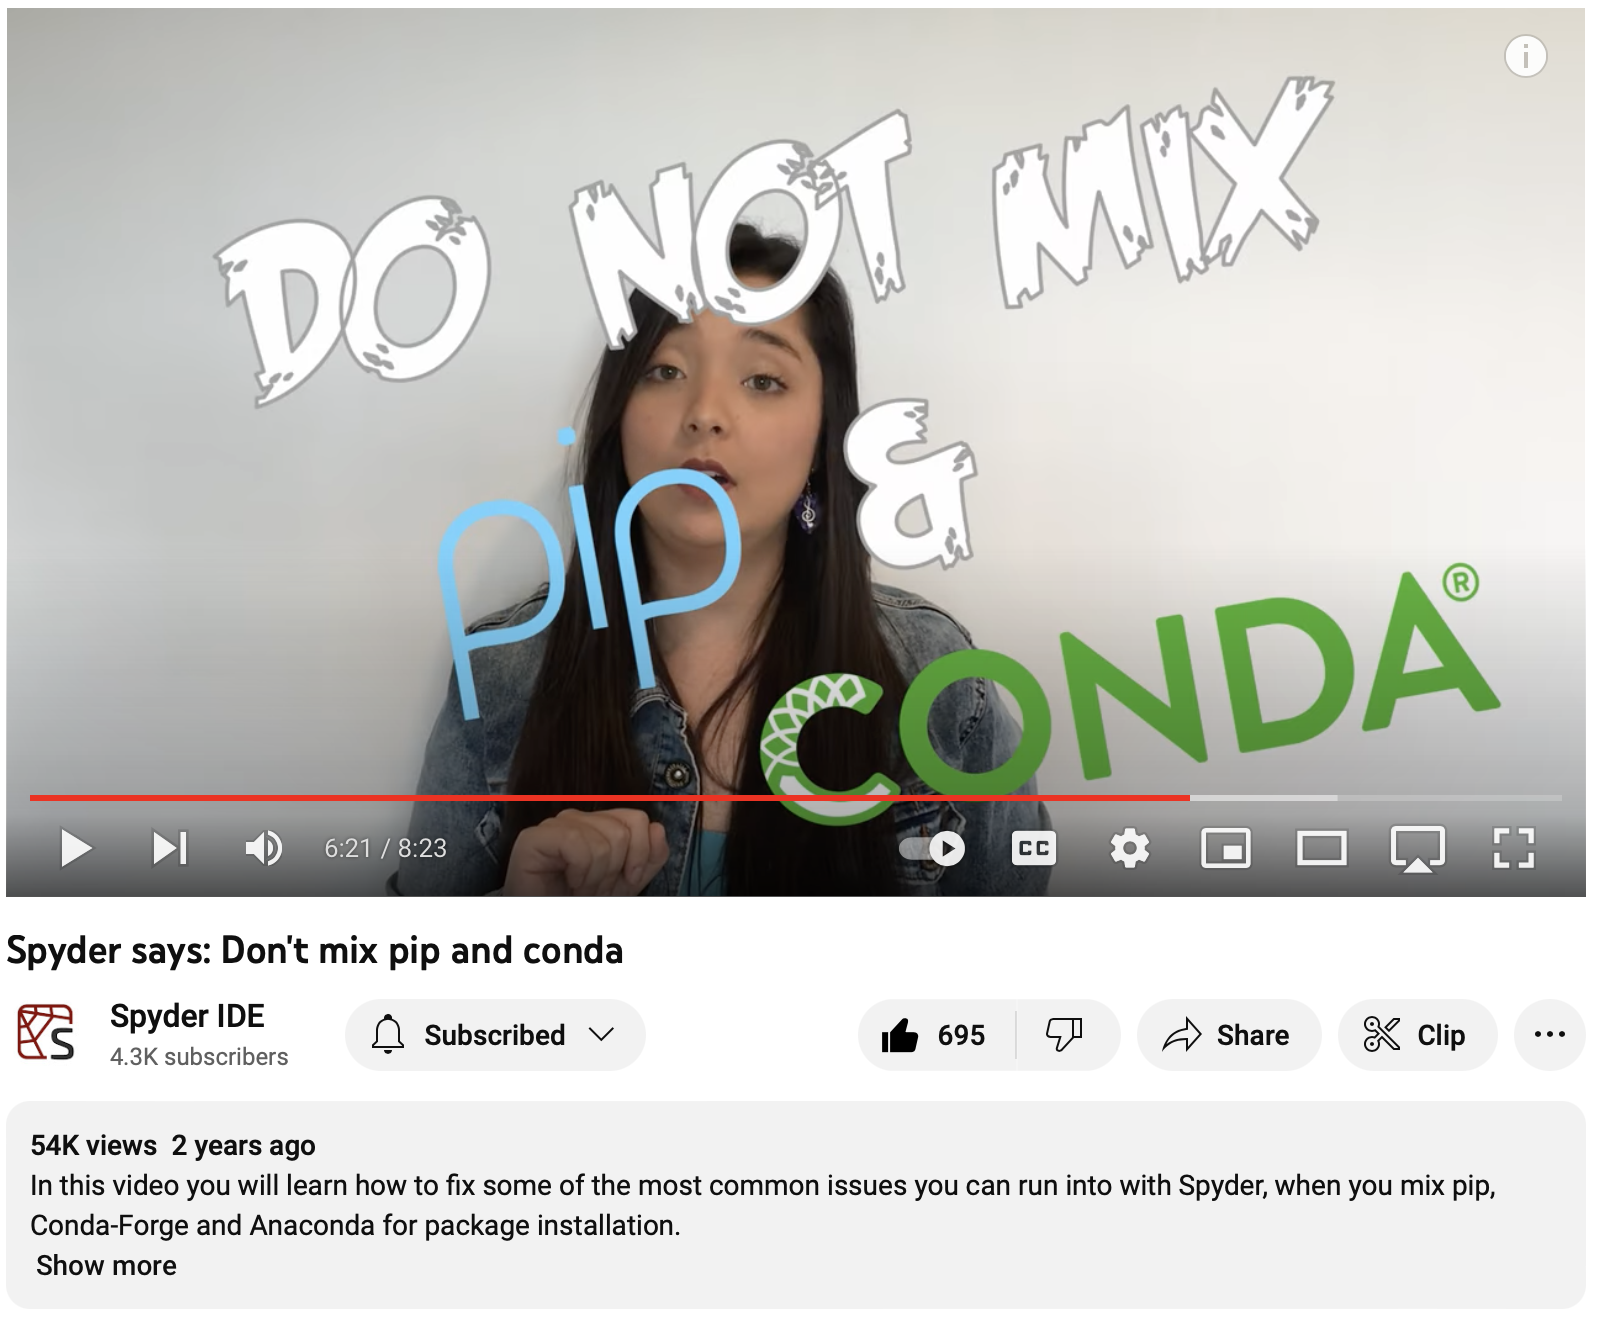 DO NOT MIX
pip &
CONDA®
6:21 / 8:23
CC
Spyder says: Don't mix pip and conda
S
Spyder IDE
4.3K subscribers
Subscribed
695
Share
Clip
54K views 2 years ago
In this video you will learn how to fix some of the most common issues you can run into with Spyder, when you mix pip,
Conda-Forge and Anaconda for package installation.
Show more